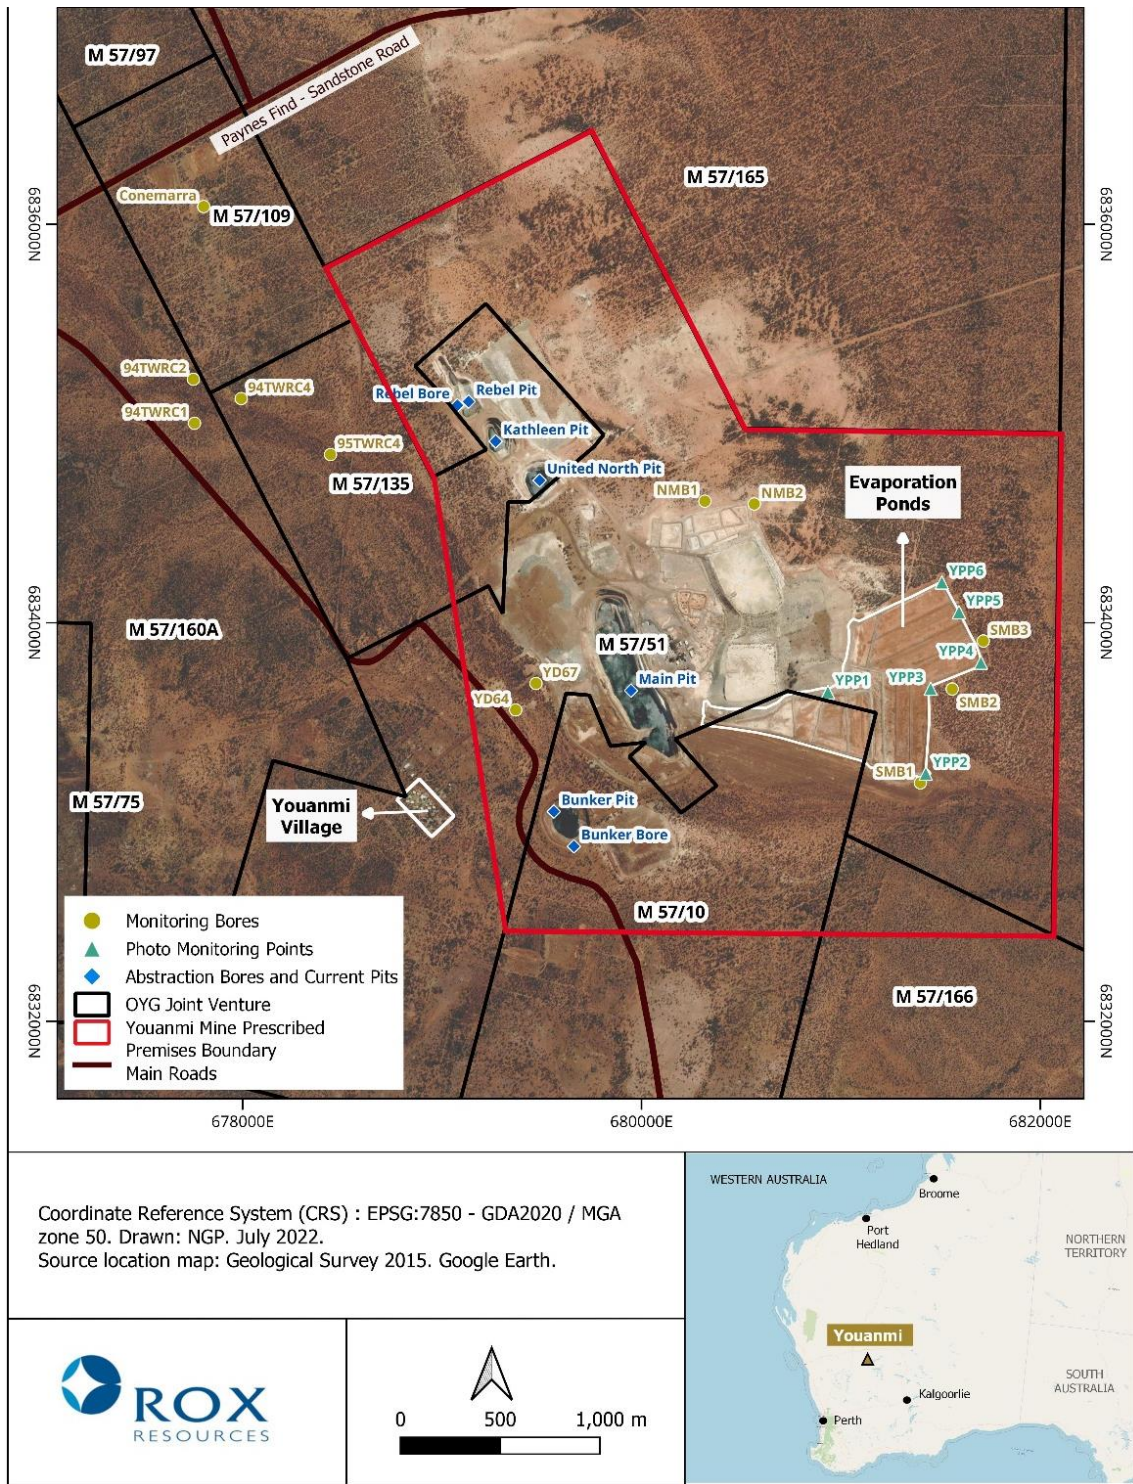 M 57/97
Paynes Find - Sandstone Road
M 57/165
Conemarra
M 57/109
6836000N
6836000N
94TWRC2
94TWRC4
94TWRC1
Rebel Bore
Rebel Pit
Kathleen Pit
95TWRC4
M 57/135
United North Pit
NMB1
NMB2
Evaporation
Ponds
YPP6
YPP5
SMB3
6834000N
6834000N
M 57/160A
M 57/51
YPP4
YD67
Main Pit
YPP1
YPP3
SMB2
YD64
SMB1
YPP2
M 57/75
Youanmi
Village
Bunker Pit
Bunker Bore
M 57/10
M 57/166
Monitoring Bores
Photo Monitoring Points
Abstraction Bores and Current Pits
OYG Joint Venture
Youanmi Mine Prescribed
Premises Boundary
Main Roads
6832000N
6832000N
678000E
680000E
682000E
Coordinate Reference System (CRS) : EPSG:7850 - GDA2020 / MGA
zone 50. Drawn: NGP. July 2022.
Source location map: Geological Survey 2015. Google Earth.
ROX
RESOURCES
0 500 1,000 m
WESTERN AUSTRALIA
Broome
Port
Hedland
NORTHERN
TERRITORY
Youanmi
SOUTH
AUSTRALIA
Kalgoorlie
Perth